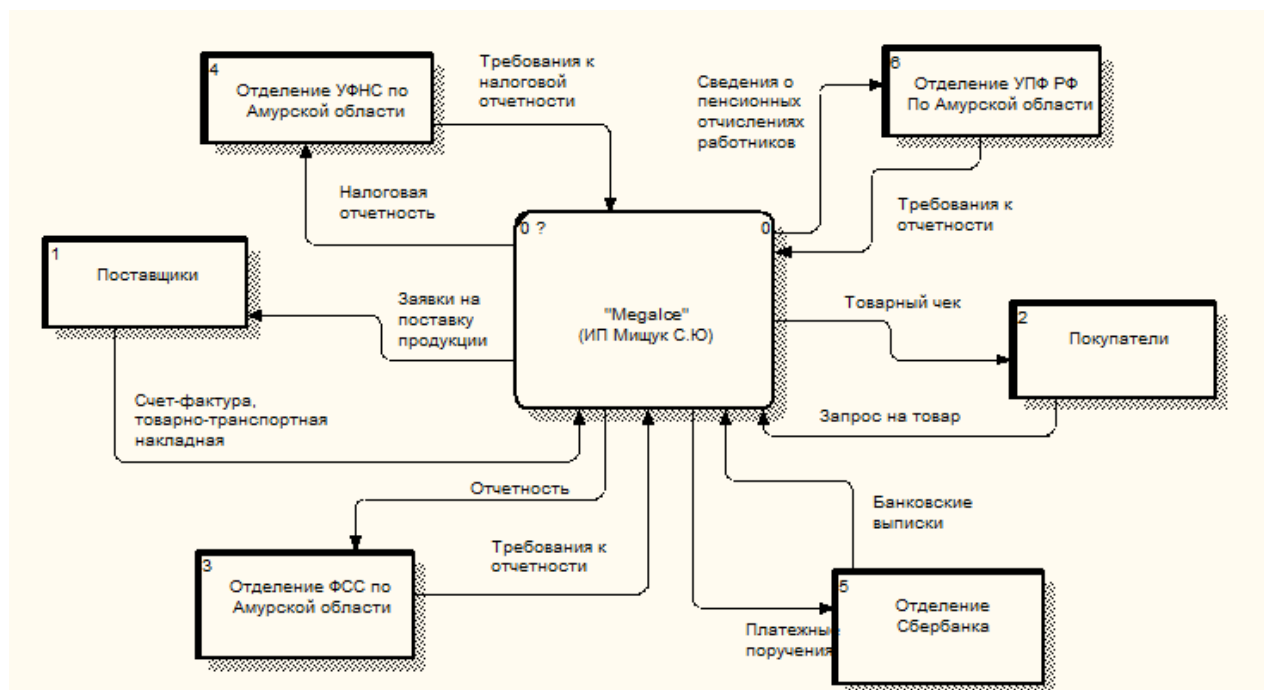 4
Отделение УФНС по
Амурской области
Требования к
налоговой
отчетности
Сведения о
пенсионных
отчислениях
работников
6
Отделение УПФ РФ
По Амурской области
Налоговая
отчетность
Требования к
отчетности
1
Поставщики
0 ?
0
"MegaIce"
(ИП Мищук С.Ю)
Заявки на
поставку
продукции
Товарный чек
2
Покупатели
Счет-фактура,
товарно-транспортная
накладная
Запрос на товар
Отчетность
Банковские
выписки
3
Отделение ФСС по
Амурской области
Требования к
отчетности
5
Отделение
Сбербанка
Платежные
поручения